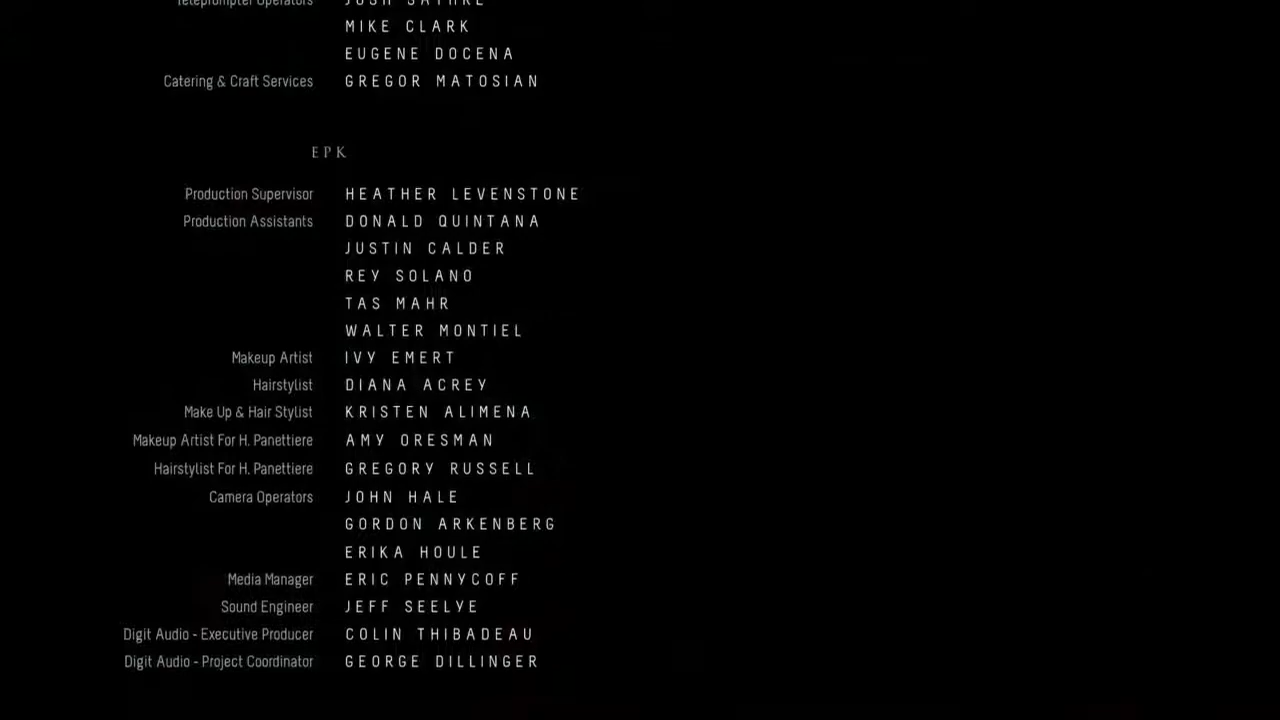 Teleprompter Operators JOSH SATHRE
MIKE CLARK
EUGENE DOCENA
Catering & Craft Services GREGOR MATOSIAN
EPK
Production Supervisor HEATHER LEVENSTONE
Production Assistants DONALD QUINTANA
JUSTIN CALDER
REY SOLANO
TAS MAHR
WALTER MONTIEL
Makeup Artist IVY EMERT
Hairstylist DIANA ACREY
Make Up & Hair Stylist KRISTEN ALIMENA
Makeup Artist For H. Panettiere AMY ORESMAN
Hairstylist For H. Panettiere GREGORY RUSSELL
Camera Operators JOHN HALE
GORDON ARKENBERG
ERIKA HOULE
Media Manager ERIC PENNYCOFF
Sound Engineer JEFF SEELYE
Digit Audio - Executive Producer COLIN THIBADEAU
Digit Audio - Project Coordinator GEORGE DILLINGER